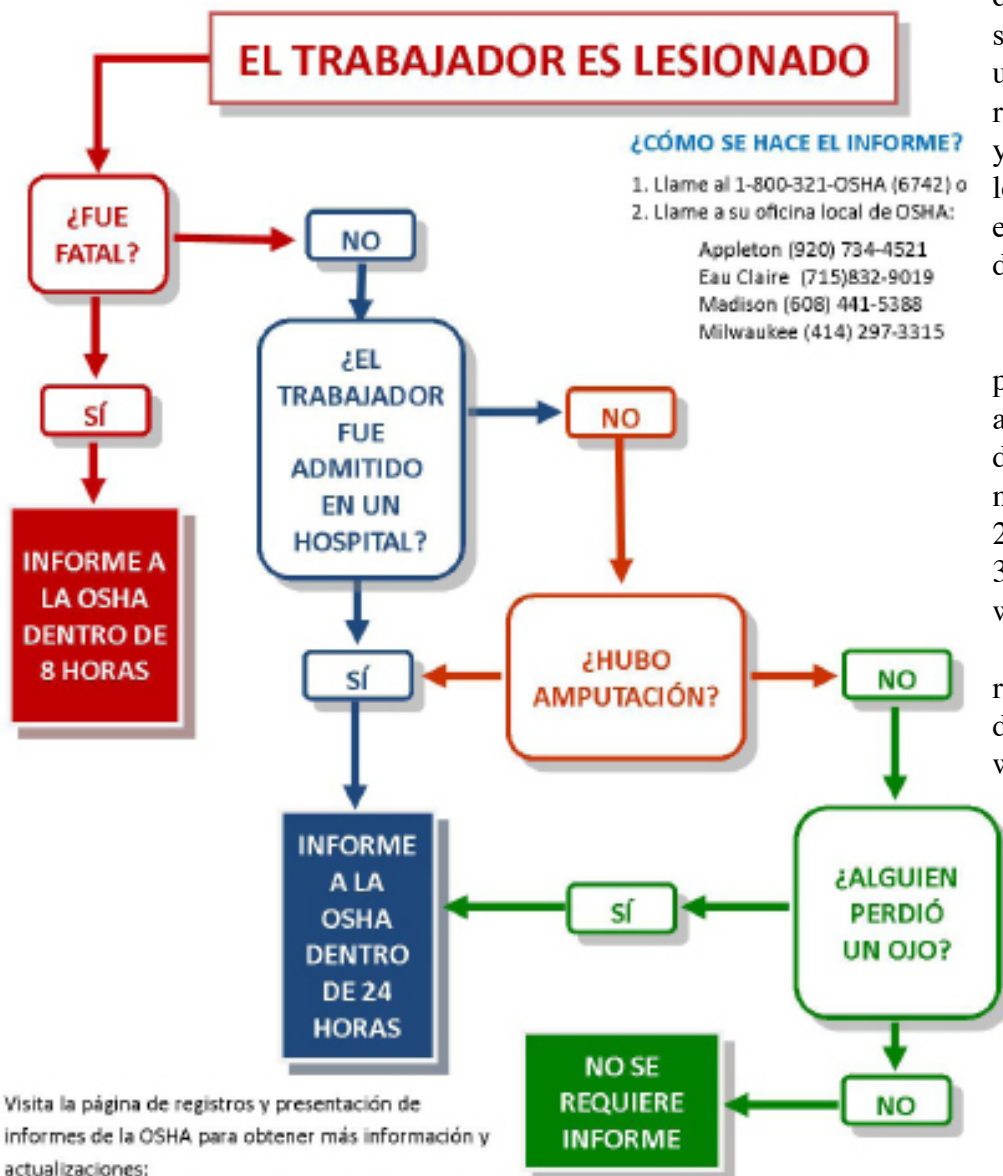 EL TRABAJADOR ES LESIONADO
¿CÓMO SE HACE EL INFORME?
1. Llame al 1-800-321-OSHA (6742) o
2. Llame a su oficina local de OSHA:
Appleton (920) 734-4521
Eau Claire (715)832-9019
Madison (608) 441-5388
Milwaukee (414) 297-3315
¿FUE
FATAL?
NO
SÍ
INFORME A
LA OSHA
DENTRO DE
8 HORAS
¿EL
TRABAJADOR
FUE
ADMITIDO
EN UN
HOSPITAL?
NO
SÍ
¿HUBO
AMPUTACIÓN?
NO
INFORME
A LA
OSHA
DENTRO
DE 24
HORAS
SÍ
¿ALGUIEN
PERDIÓ
UN OJO?
NO SE
REQUIERE
INFORME
NO
Visita la página de registros y presentación de
informes de la OSHA para obtener más información y
actualizaciones: